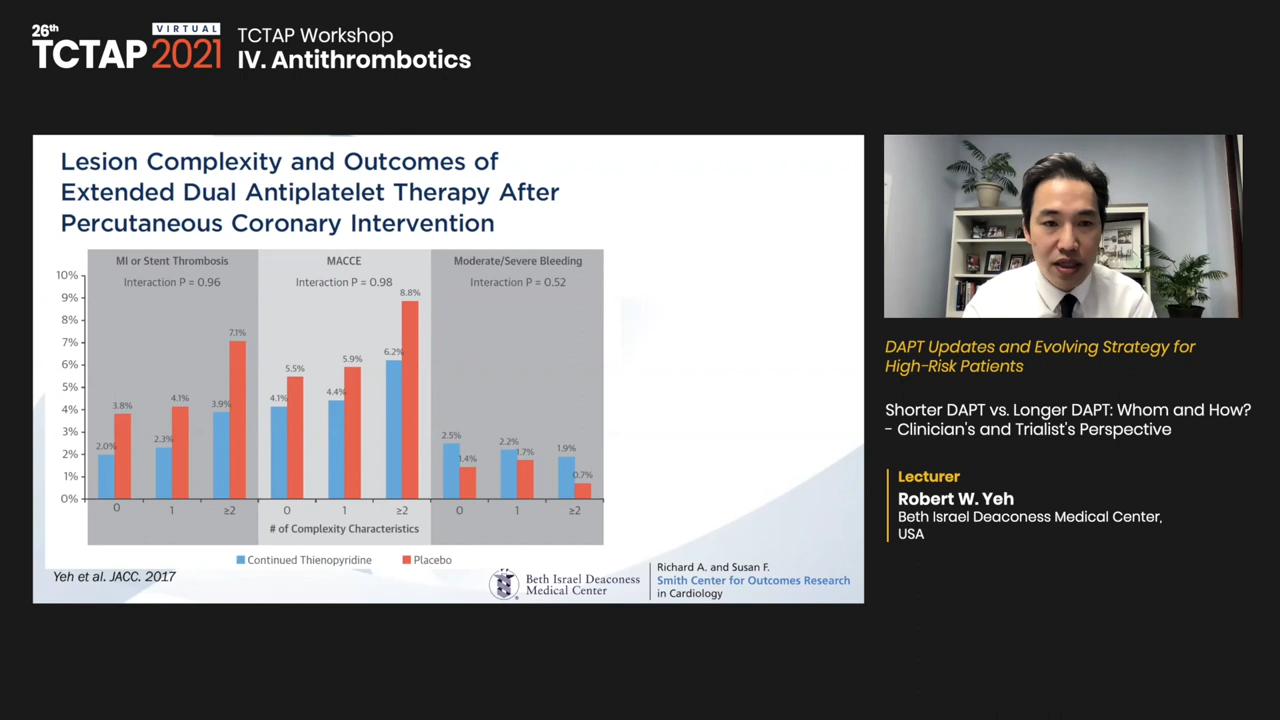 26th
VIRTUAL
TCTAP 2021
TCTAP Workshop
IV. Antithrombotics
Lesion Complexity and Outcomes of
Extended Dual Antiplatelet Therapy After
Percutaneous Coronary Intervention
MI or Stent Thrombosis
Interaction P = 0.96
MACCE
Interaction P = 0.98
Moderate/Severe Bleeding
Interaction P = 0.52
10%
9%
8%
7%
6%
5%
4%
3%
2%
1%
0%
2.0%
3.8%
2.3%
4.1%
3.9%
7.1%
4.1%
5.5%
4.4%
5.9%
6.2%
8.8%
2.5%
1.4%
2.2%
1.7%
1.9%
0.7%
0 1 ≥2
0 1 ≥2
0 1 ≥2
# of Complexity Characteristics
Continued Thienopyridine
Placebo
Yeh et al. JACC. 2017
Beth Israel Deaconess
Medical Center
Richard A. and Susan F.
Smith Center for Outcomes Research
in Cardiology
DAPT Updates and Evolving Strategy for
High-Risk Patients
Shorter DAPT vs. Longer DAPT: Whom and How?
- Clinician's and Trialist's Perspective
Lecturer
Robert W. Yeh
Beth Israel Deaconess Medical Center,
USA